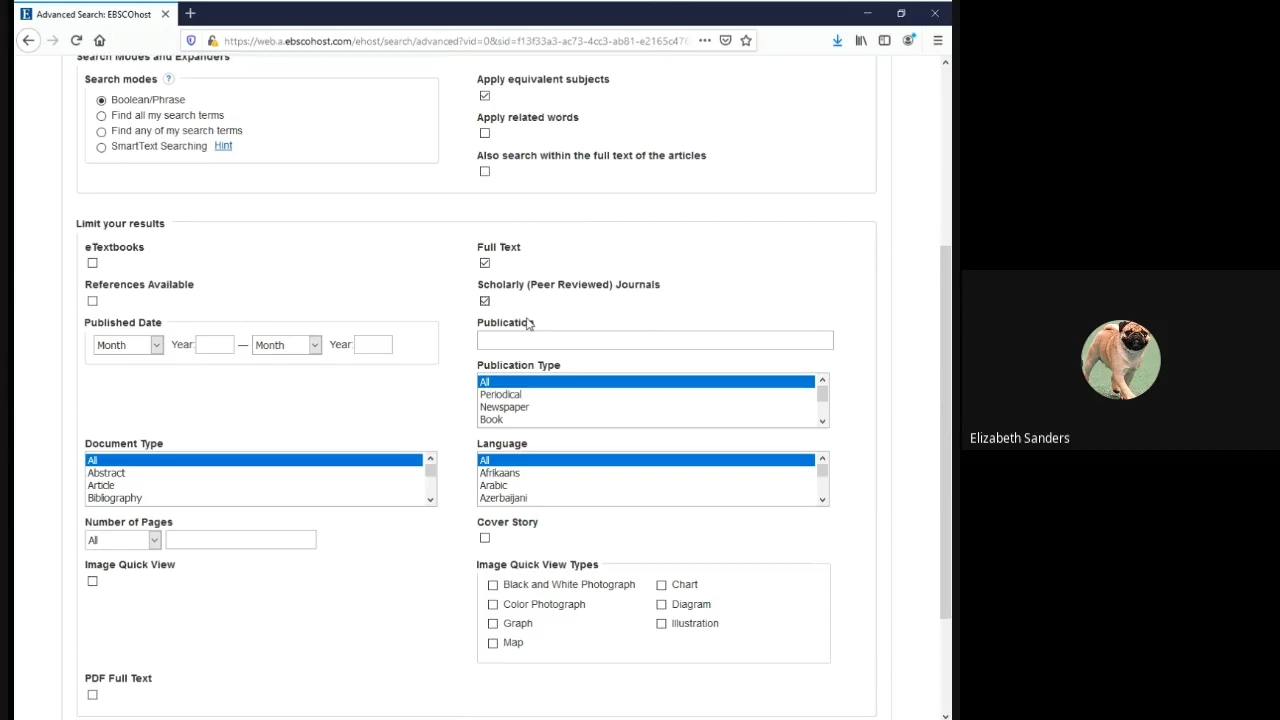 Advanced Search: EBSCOhost
https://web.a.ebscohost.com/ehost/search/advanced?vid=0&sid=f13f33a3-ac73-4cc3-ab81-e2165c47
Search Modes and Expanders
Search modes ?
Boolean/Phrase
Find all my search terms
Find any of my search terms
SmartText Searching Hint
Apply equivalent subjects
Apply related words
Also search within the full text of the articles
Limit your results
eTextbooks
Full Text
References Available
Scholarly (Peer Reviewed) Journals
Published Date
Month Year: — Month Year:
Publication
Publication Type
All
Periodical
Newspaper
Book
Document Type
All
Abstract
Article
Bibliography
Language
All
Afrikaans
Arabic
Azerbaijani
Number of Pages
All
Cover Story
Image Quick View
Image Quick View Types
Black and White Photograph
Chart
Color Photograph
Diagram
Graph
Illustration
Map
PDF Full Text
Elizabeth Sanders